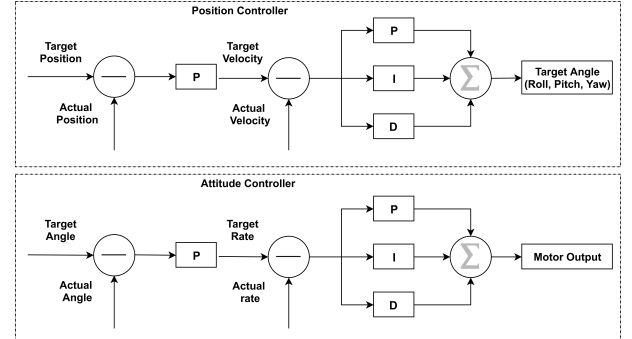 Position Controller
Target
Position
Actual
Position
P
Target
Velocity
Actual
Velocity
P
I
D
Σ
Target Angle
(Roll, Pitch, Yaw)
Attitude Controller
Target
Angle
Actual
Angle
P
Target
Rate
Actual
rate
P
I
D
Σ
Motor Output